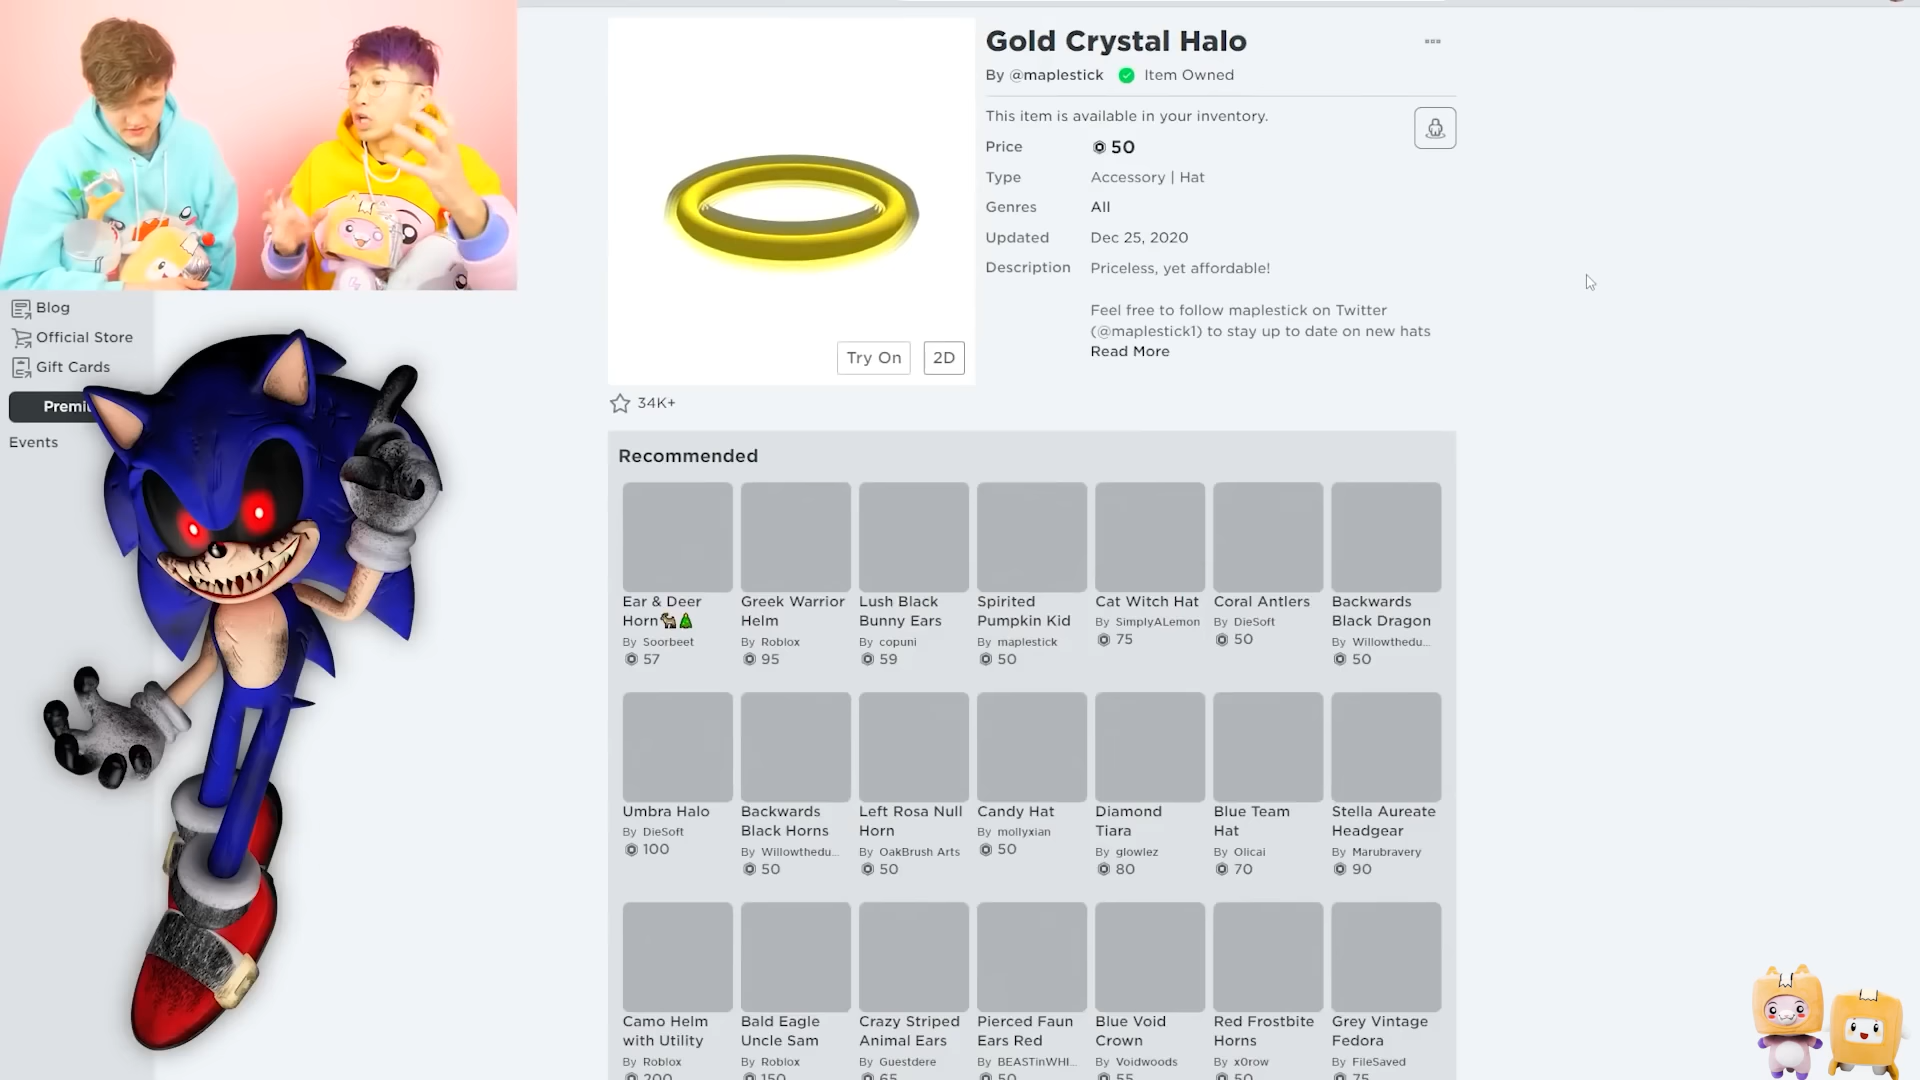 Gold Crystal Halo
By @maplestick Item Owned
This item is available in your inventory.
Price 50
Type Accessory | Hat
Genres All
Updated Dec 25, 2020
Description Priceless, yet affordable!
Feel free to follow maplestick on Twitter
(@maplestick1) to stay up to date on new hats
Read More
Try On 2D
34K+
Blog
Official Store
Gift Cards
Events
Recommended
Ear & Deer
Horn🐐🎄
By Soorbeet
57
Greek Warrior
Helm
By Roblox
95
Lush Black
Bunny Ears
By copuni
59
Spirited
Pumpkin Kid
By maplestick
50
Cat Witch Hat
By SimplyALemon
75
Coral Antlers
By DieSoft
50
Backwards
Black Dragon
By Willowthedu...
50
Umbra Halo
By DieSoft
100
Backwards
Black Horns
By Willowthedu...
50
Left Rosa Null
Horn
By OakBrush Arts
50
Candy Hat
By mollyxian
50
Diamond
Tiara
By glowlez
80
Blue Team
Hat
By Olicai
70
Stella Aureate
Headgear
By Marubravery
90
Camo Helm
with Utility
By Roblox
200
Bald Eagle
Uncle Sam
By Roblox
150
Crazy Striped
Animal Ears
By Guestdere
65
Pierced Faun
Ears Red
By BEASTinWHI...
50
Blue Void
Crown
By Voidwoods
55
Red Frostbite
Horns
By x0row
50
Grey Vintage
Fedora
By FileSaved
75